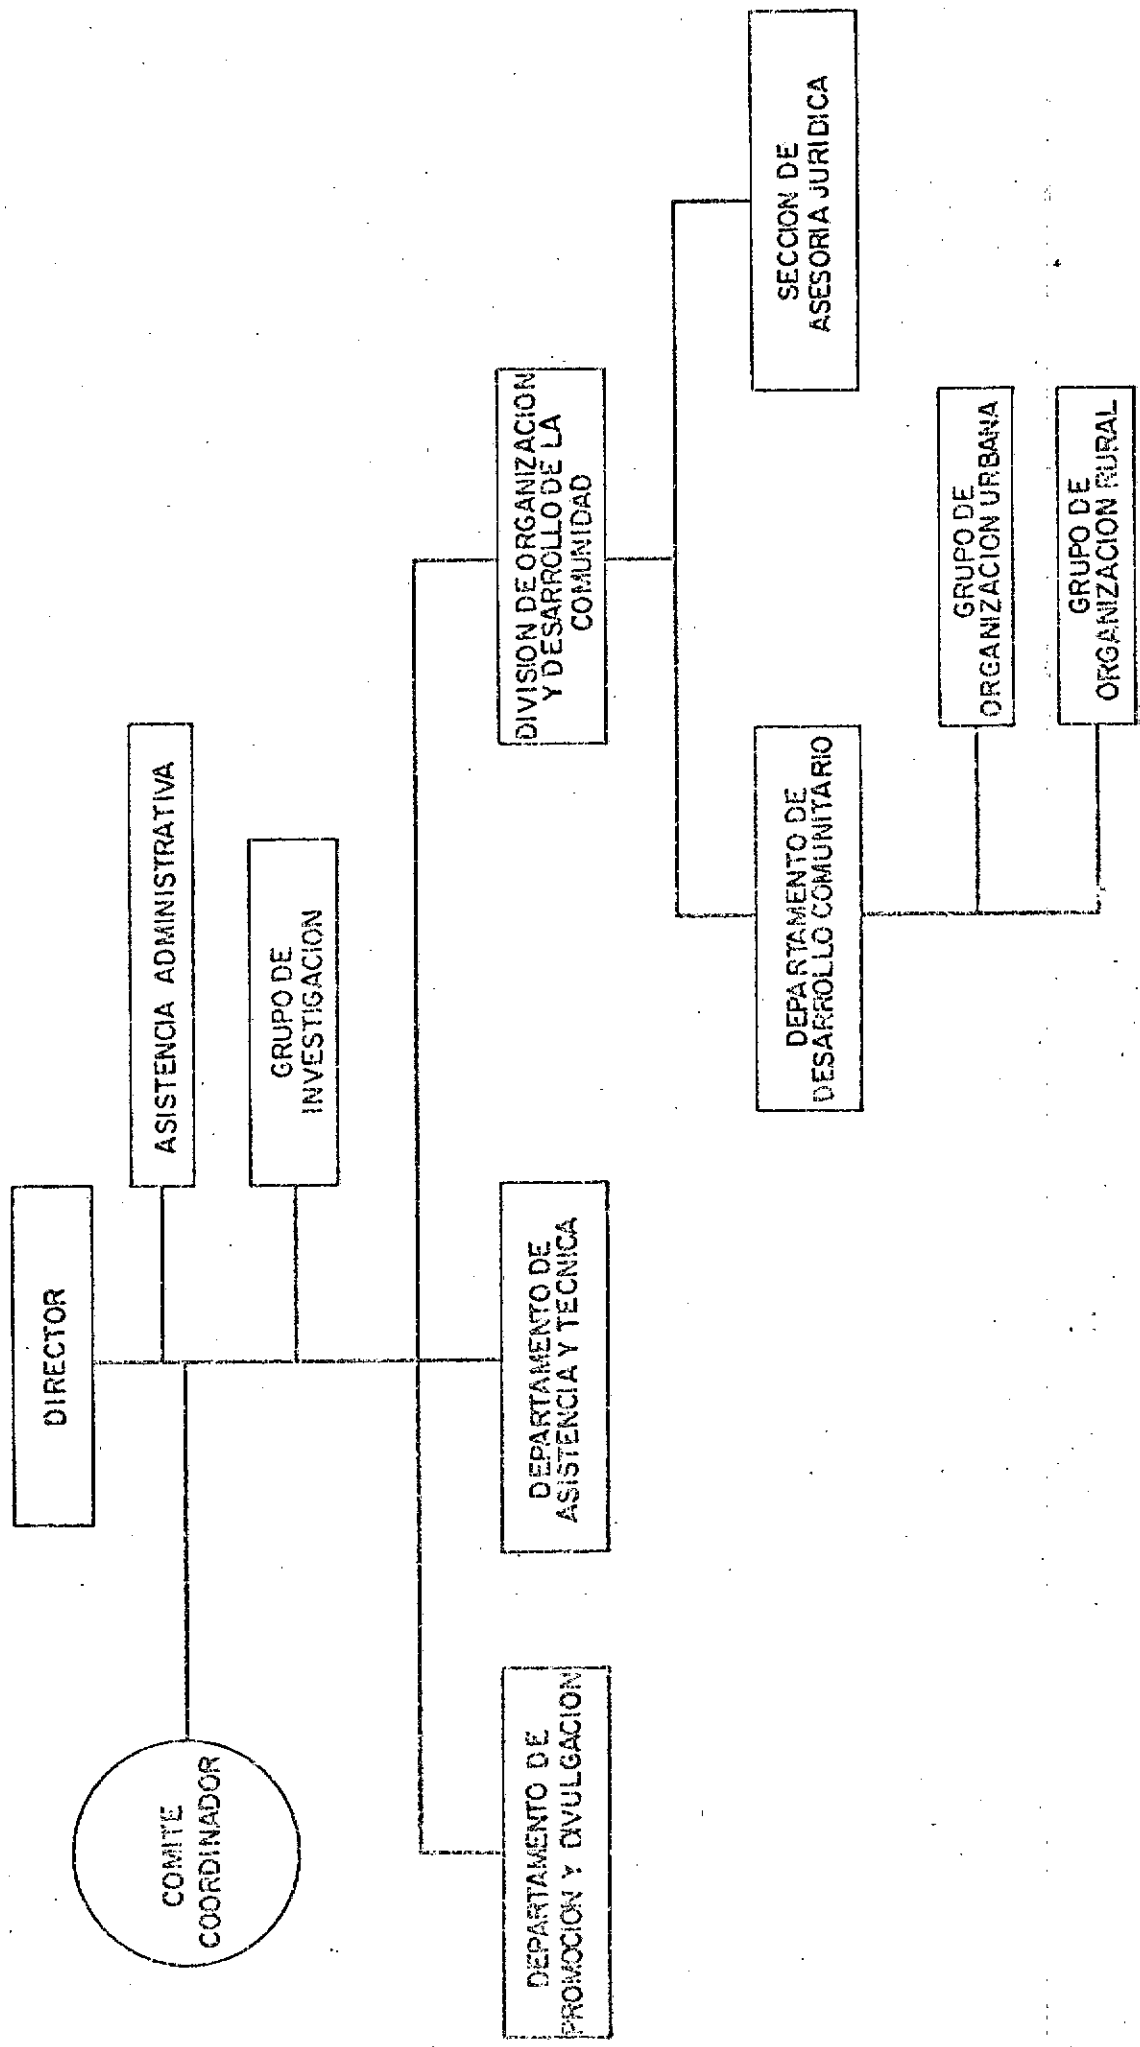 DIRECTOR
COMITE
COORDINADOR
ASISTENCIA ADMINISTRATIVA
GRUPO DE
INVESTIGACION
DEPARTAMENTO DE
PROMOCION Y DIVULGACION
DEPARTAMENTO DE
ASISTENCIA Y TECNICA
DIVISION DE ORGANIZACION
Y DESARROLLO DE LA
COMUNIDAD
DEPARTAMENTO DE
DESARROLLO COMUNITARIO
SECCION DE
ASESORIA JURIDICA
GRUPO DE
ORGANIZACION URBANA
GRUPO DE
ORGANIZACION RURAL